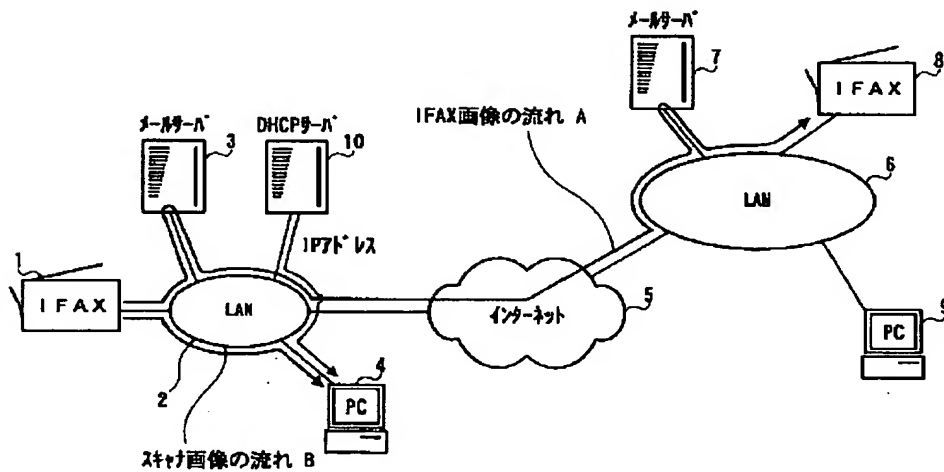 メールサーバ
7
IFAX
8
IFAX画像の流れ A
メールサーバ
3
DHCPサーバ
10
6
LAN
IPアドレス
1
IFAX
LAN
インターネット
5
9
PC
2
4
PC
スキャナ画像の流れ B